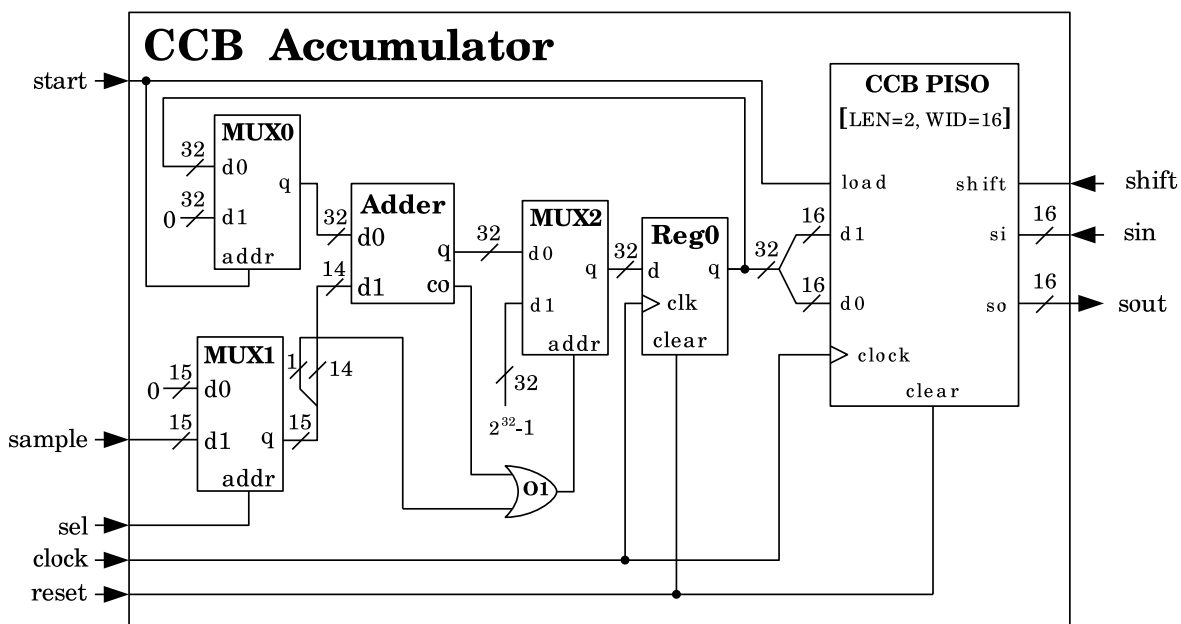 CCB Accumulator
start
CCB PISO
[LEN=2, WID=16]
MUX0
32
d0
q
32
0
d1
addr
load
shift
shift
Adder
32
d0
q
32
14
d1
co
MUX2
d0
q
32
d1
addr
32
2³²-1
Reg0
d
q
32
clk
clear
16
d1
si
16
sin
16
d0
so
16
sout
clock
clear
MUX1
1
14
15
0
d0
15
sample
d1
q
15
addr
O1
sel
clock
reset